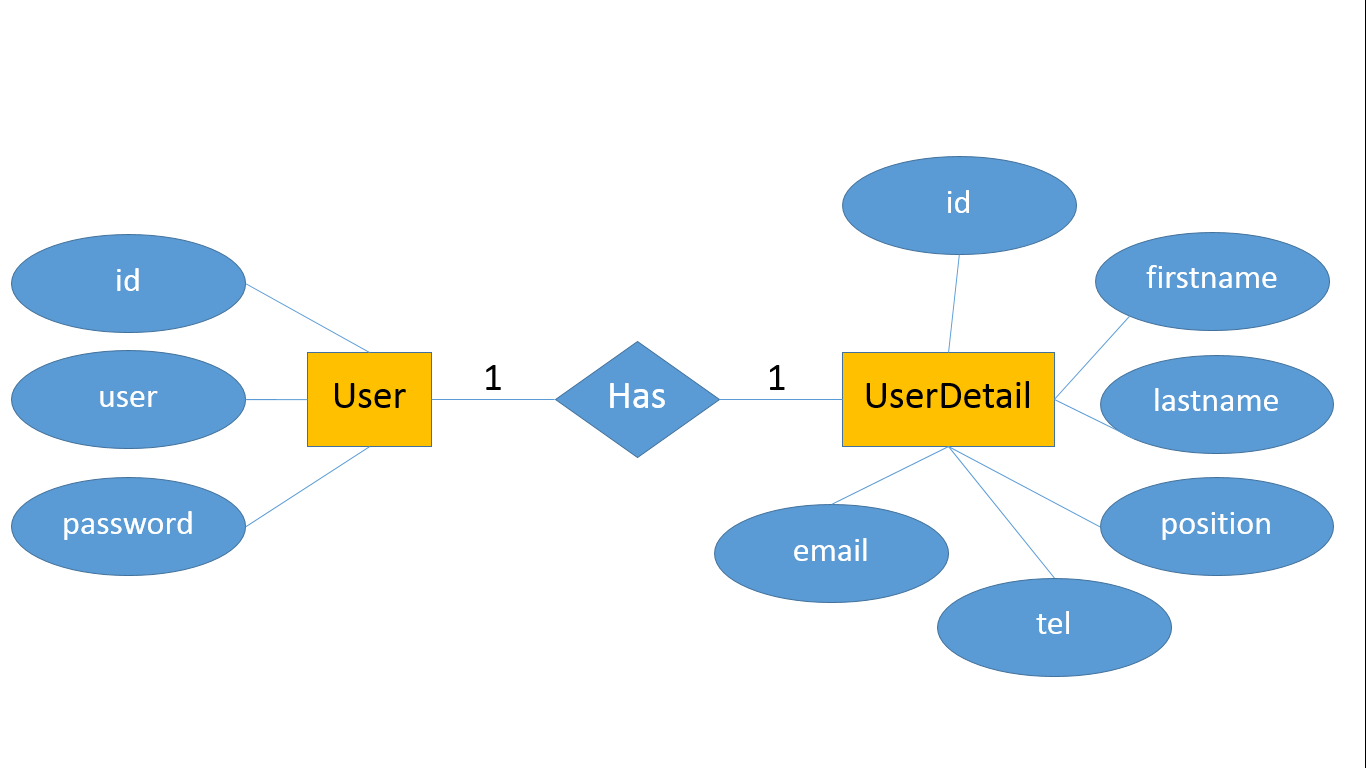 id
id
firstname
user
User
1
Has
1
UserDetail
lastname
password
email
position
tel